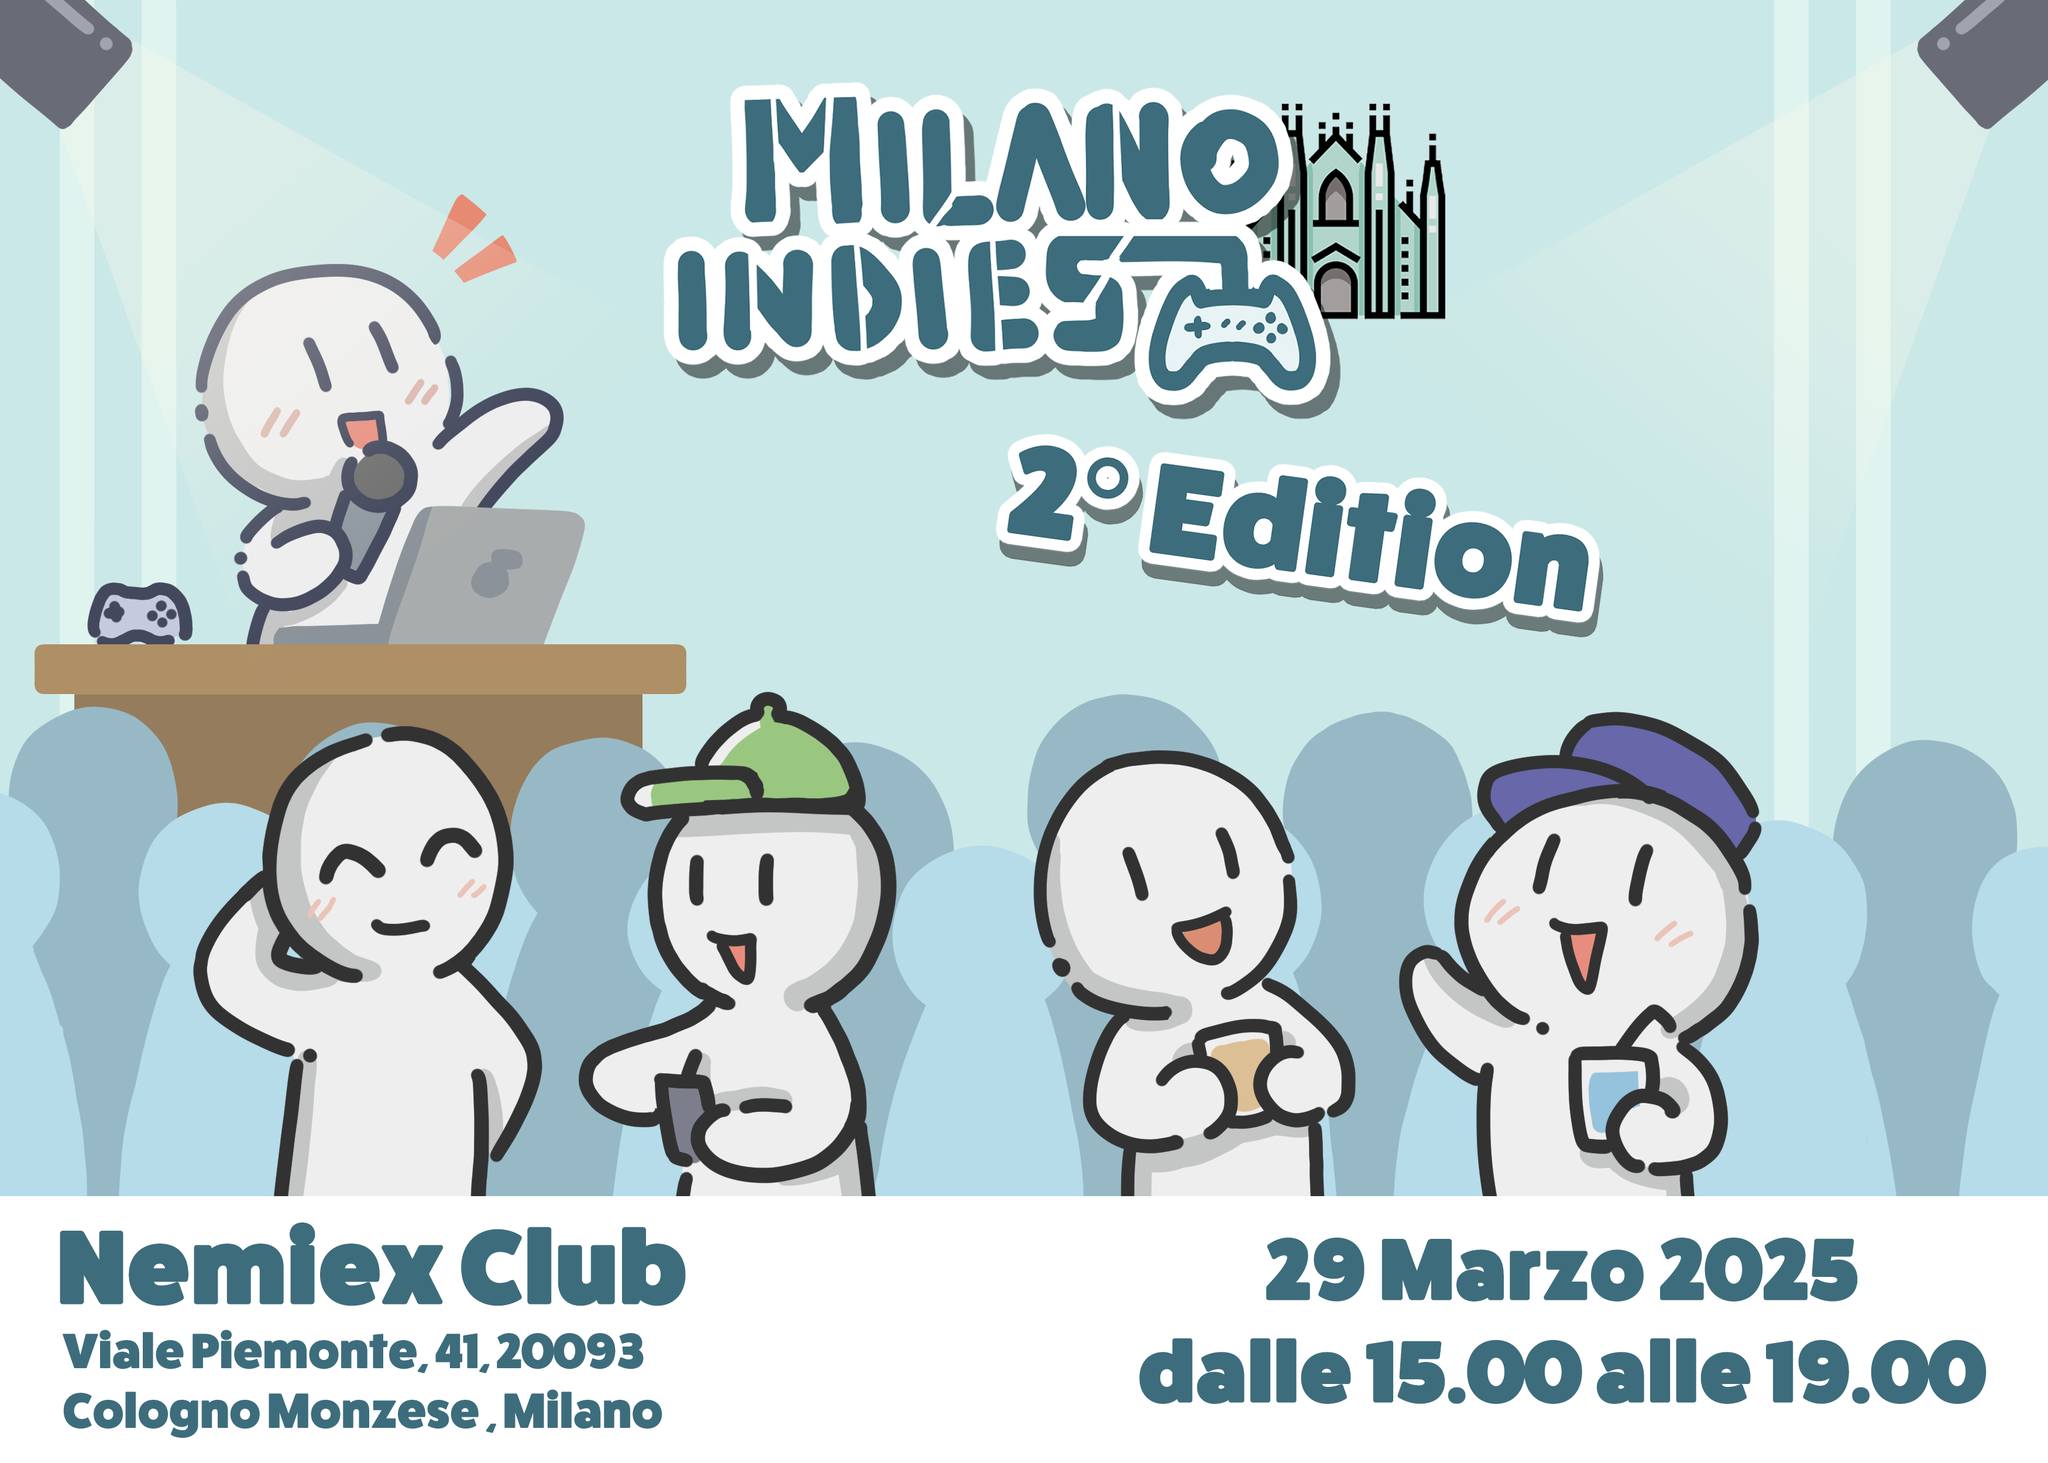 MILANO
INDIES
2° Edition
Nemiex Club
Viale Piemonte, 41, 20093
Cologno Monzese , Milano
29 Marzo 2025
dalle 15.00 alle 19.00